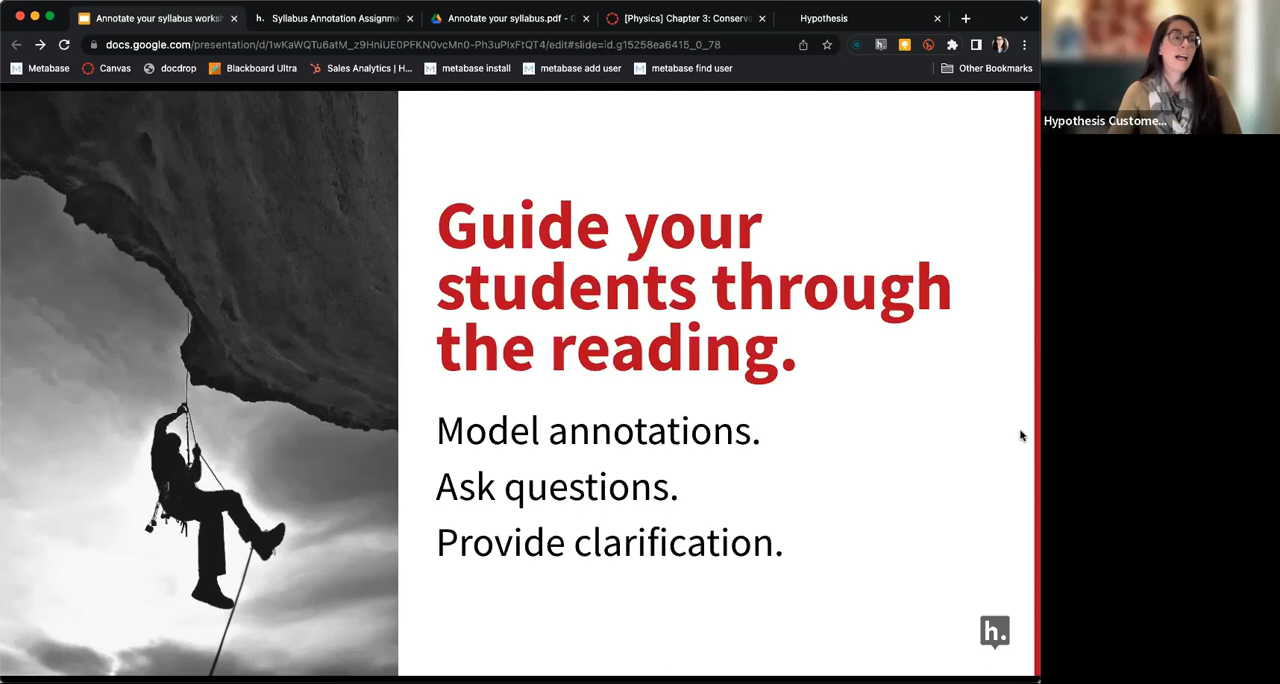 Annotate your syllabus works
h. Syllabus Annotation Assignme
Annotate your syllabus.pdf - G
[Physics] Chapter 3: Conserva
Hypothesis
docs.google.com/presentation/d/1wKaWQTu6atM_z9HniUE0PFKN0vcMn0-Ph3uPlxFtQT4/edit#slide=id.g15258ea6415_0_78
Metabase
Canvas
docdrop
Blackboard Ultra
Sales Analytics | H...
metabase install
metabase add user
metabase find user
Other Bookmarks
Hypothesis Custome...
Guide your
students through
the reading.
Model annotations.
Ask questions.
Provide clarification.
h.